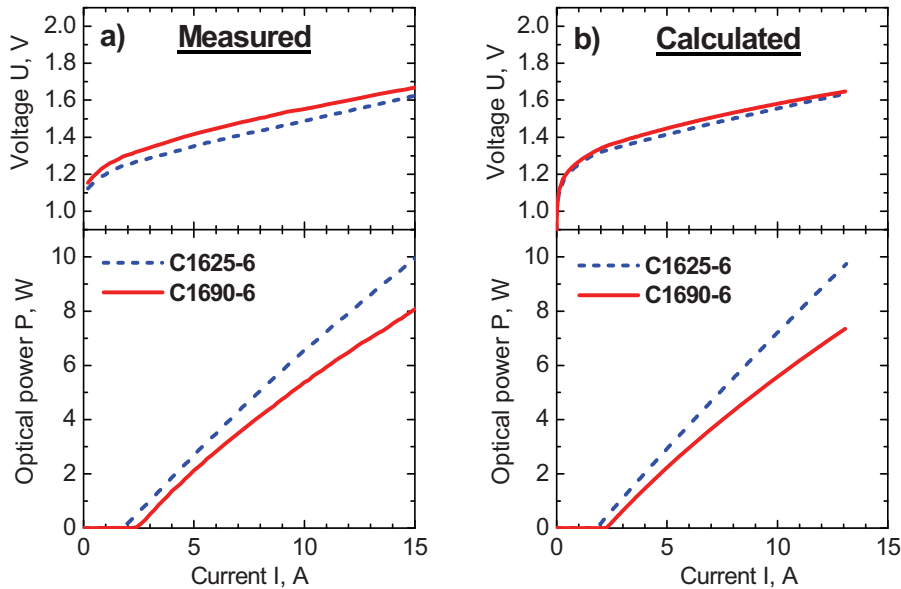 a) Measured
Voltage U, V
2.0
1.8
1.6
1.4
1.2
1.0
C1625-6
C1690-6
Optical power P, W
10
8
6
4
2
0
0 5 10 15
Current I, A
b) Calculated
Voltage U, V
2.0
1.8
1.6
1.4
1.2
1.0
C1625-6
C1690-6
Optical power P, W
10
8
6
4
2
0
0 5 10 15
Current I, A